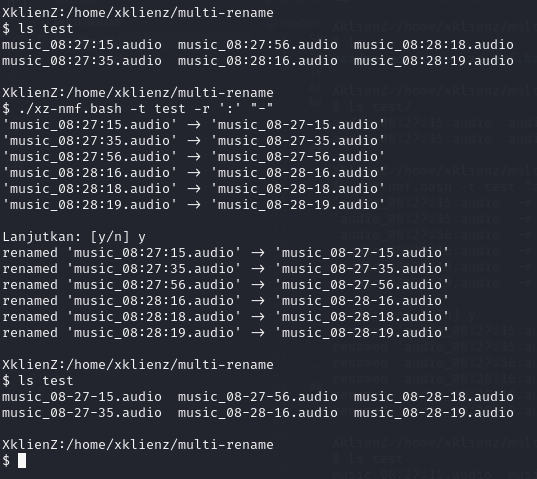 XklienZ:/home/xklienz/multi-rename
$ ls test
music_08:27:15.audio  music_08:27:56.audio  music_08:28:18.audio
music_08:27:35.audio  music_08:28:16.audio  music_08:28:19.audio

XklienZ:/home/xklienz/multi-rename
$ ./xz-nmf.bash -t test -r ':' "-"
'music_08:27:15.audio' -> 'music_08-27-15.audio'
'music_08:27:35.audio' -> 'music_08-27-35.audio'
'music_08:27:56.audio' -> 'music_08-27-56.audio'
'music_08:28:16.audio' -> 'music_08-28-16.audio'
'music_08:28:18.audio' -> 'music_08-28-18.audio'
'music_08:28:19.audio' -> 'music_08-28-19.audio'

Lanjutkan: [y/n] y
renamed 'music_08:27:15.audio' -> 'music_08-27-15.audio'
renamed 'music_08:27:35.audio' -> 'music_08-27-35.audio'
renamed 'music_08:27:56.audio' -> 'music_08-27-56.audio'
renamed 'music_08:28:16.audio' -> 'music_08-28-16.audio'
renamed 'music_08:28:18.audio' -> 'music_08-28-18.audio'
renamed 'music_08:28:19.audio' -> 'music_08-28-19.audio'

XklienZ:/home/xklienz/multi-rename
$ ls test
music_08-27-15.audio  music_08-27-56.audio  music_08-28-18.audio
music_08-27-35.audio  music_08-28-16.audio  music_08-28-19.audio

XklienZ:/home/xklienz/multi-rename
$